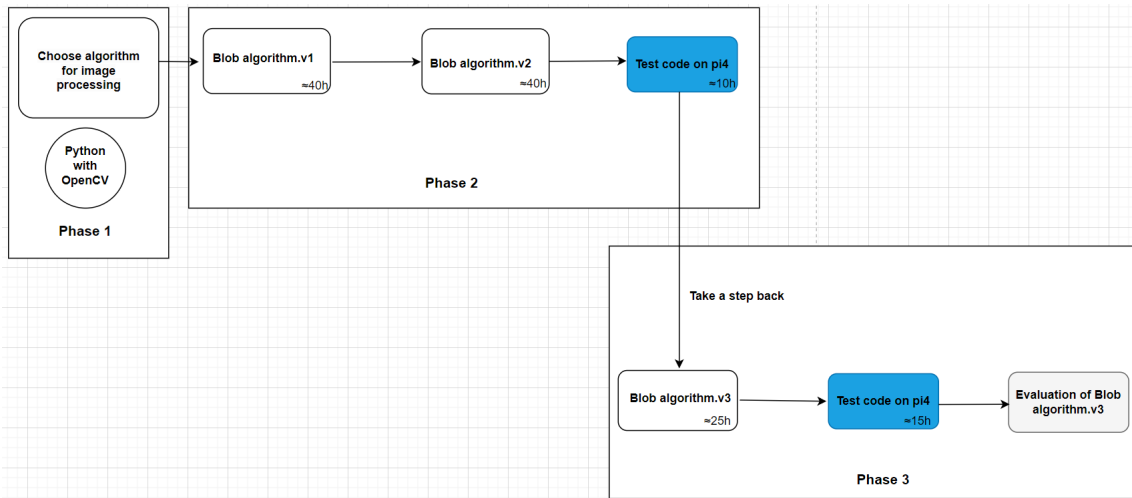 Choose algorithm
for image
processing
Python
with
OpenCV
Phase 1
Blob algorithm.v1
≈40h
Blob algorithm.v2
≈40h
Test code on pi4
≈10h
Phase 2
Take a step back
Blob algorithm.v3
≈25h
Test code on pi4
≈15h
Evaluation of Blob
algorithm.v3
Phase 3